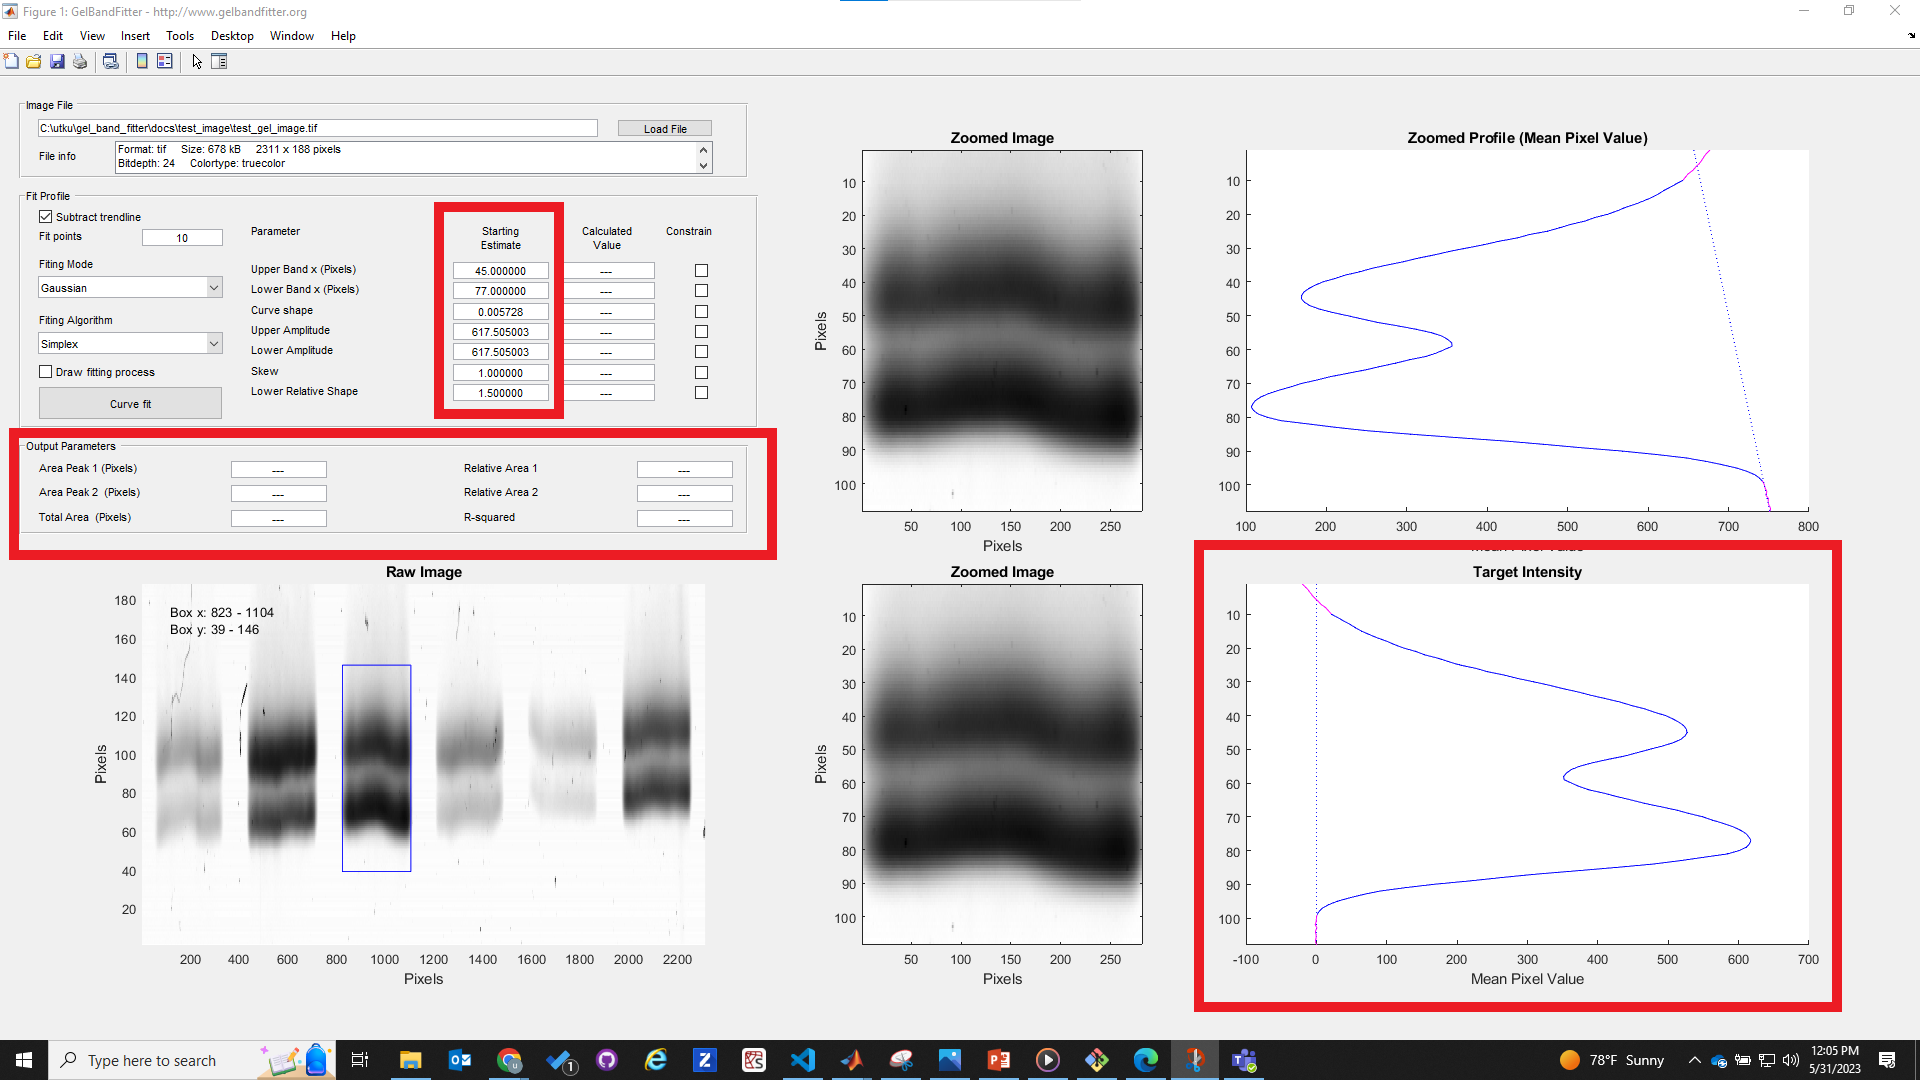 Figure 1: GelBandFitter - http://www.gelbandfitter.org
File Edit View Insert Tools Desktop Window Help
Image File
C:\utku\gel_band_fitter\docs\test_image\test_gel_image.tif
Load File
File info
Format: tif Size: 678 kB 2311 x 188 pixels
Bitdepth: 24 Colortype: truecolor
Fit Profile
Subtract trendline
Fit points 10
Fiting Mode
Gaussian
Fiting Algorithm
Simplex
Draw fitting process
Curve fit
Parameter Starting Estimate Calculated Value Constrain
Upper Band x (Pixels) 45.000000 ---
Lower Band x (Pixels) 77.000000 ---
Curve shape 0.005728 ---
Upper Amplitude 617.505003 ---
Lower Amplitude 617.505003 ---
Skew 1.000000 ---
Lower Relative Shape 1.500000 ---
Output Parameters
Area Peak 1 (Pixels) --- Relative Area 1 ---
Area Peak 2 (Pixels) --- Relative Area 2 ---
Total Area (Pixels) --- R-squared ---
Zoomed Image
Pixels
10
20
30
40
50
60
70
80
90
100
50 100 150 200 250
Pixels
Zoomed Profile (Mean Pixel Value)
10
20
30
40
50
60
70
80
90
100
100 200 300 400 500 600 700 800
Raw Image
Box x: 823 - 1104
Box y: 39 - 146
Pixels
180
160
140
120
100
80
60
40
20
200 400 600 800 1000 1200 1400 1600 1800 2000 2200
Pixels
Zoomed Image
Pixels
10
20
30
40
50
60
70
80
90
100
50 100 150 200 250
Pixels
Target Intensity
10
20
30
40
50
60
70
80
90
100
-100 0 100 200 300 400 500 600 700
Mean Pixel Value
Type here to search
1
78°F Sunny
12:05 PM
5/31/2023